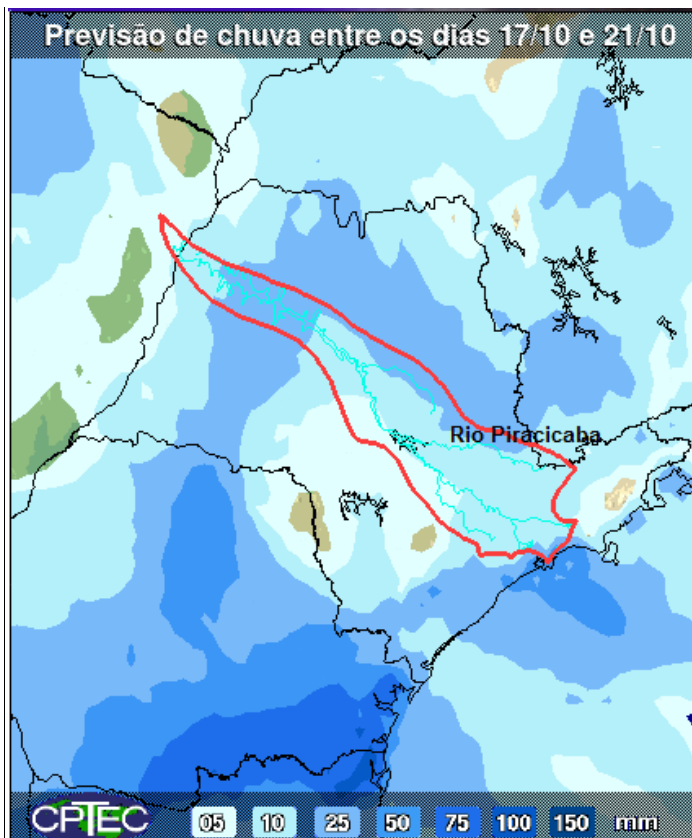 Previsão de chuva entre os dias 17/10 e 21/10
Rio Piracicaba
CPTEC 05 10 25 50 75 100 150 mm